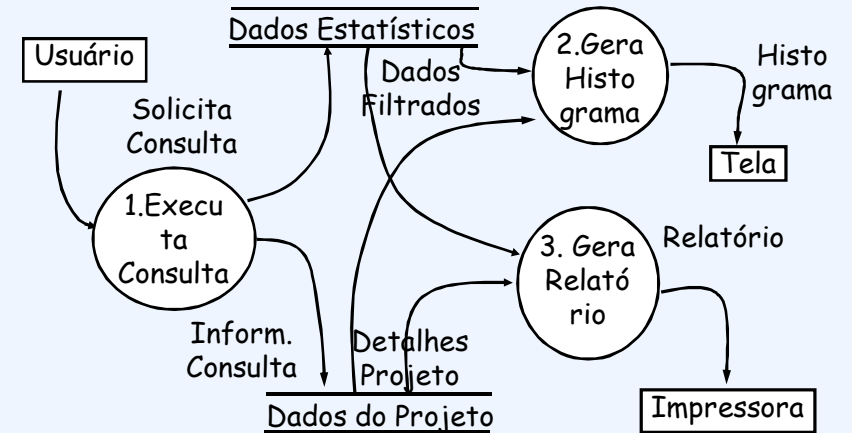 Dados Estatísticos
Usuário
Solicita
Consulta
Dados
Filtrados
2.Gera
Histo
grama
Histo
grama
Tela
1.Execu
ta
Consulta
3. Gera
Relató
rio
Relatório
Inform.
Consulta
Detalhes
Projeto
Dados do Projeto
Impressora